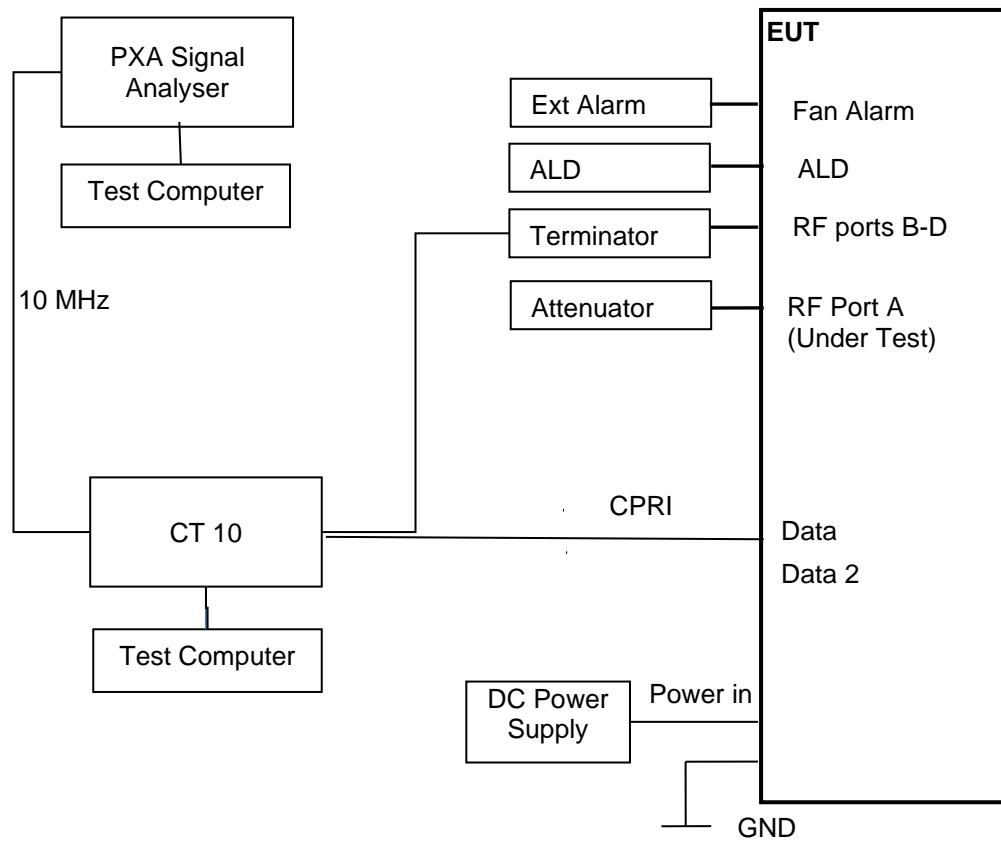 EUT
PXA Signal
Analyser
Test Computer
10 MHz
Ext Alarm
Fan Alarm
ALD
ALD
Terminator
RF ports B-D
Attenuator
RF Port A
(Under Test)
CT 10
CPRI
Data
Data 2
Test Computer
DC Power
Supply
Power in
GND